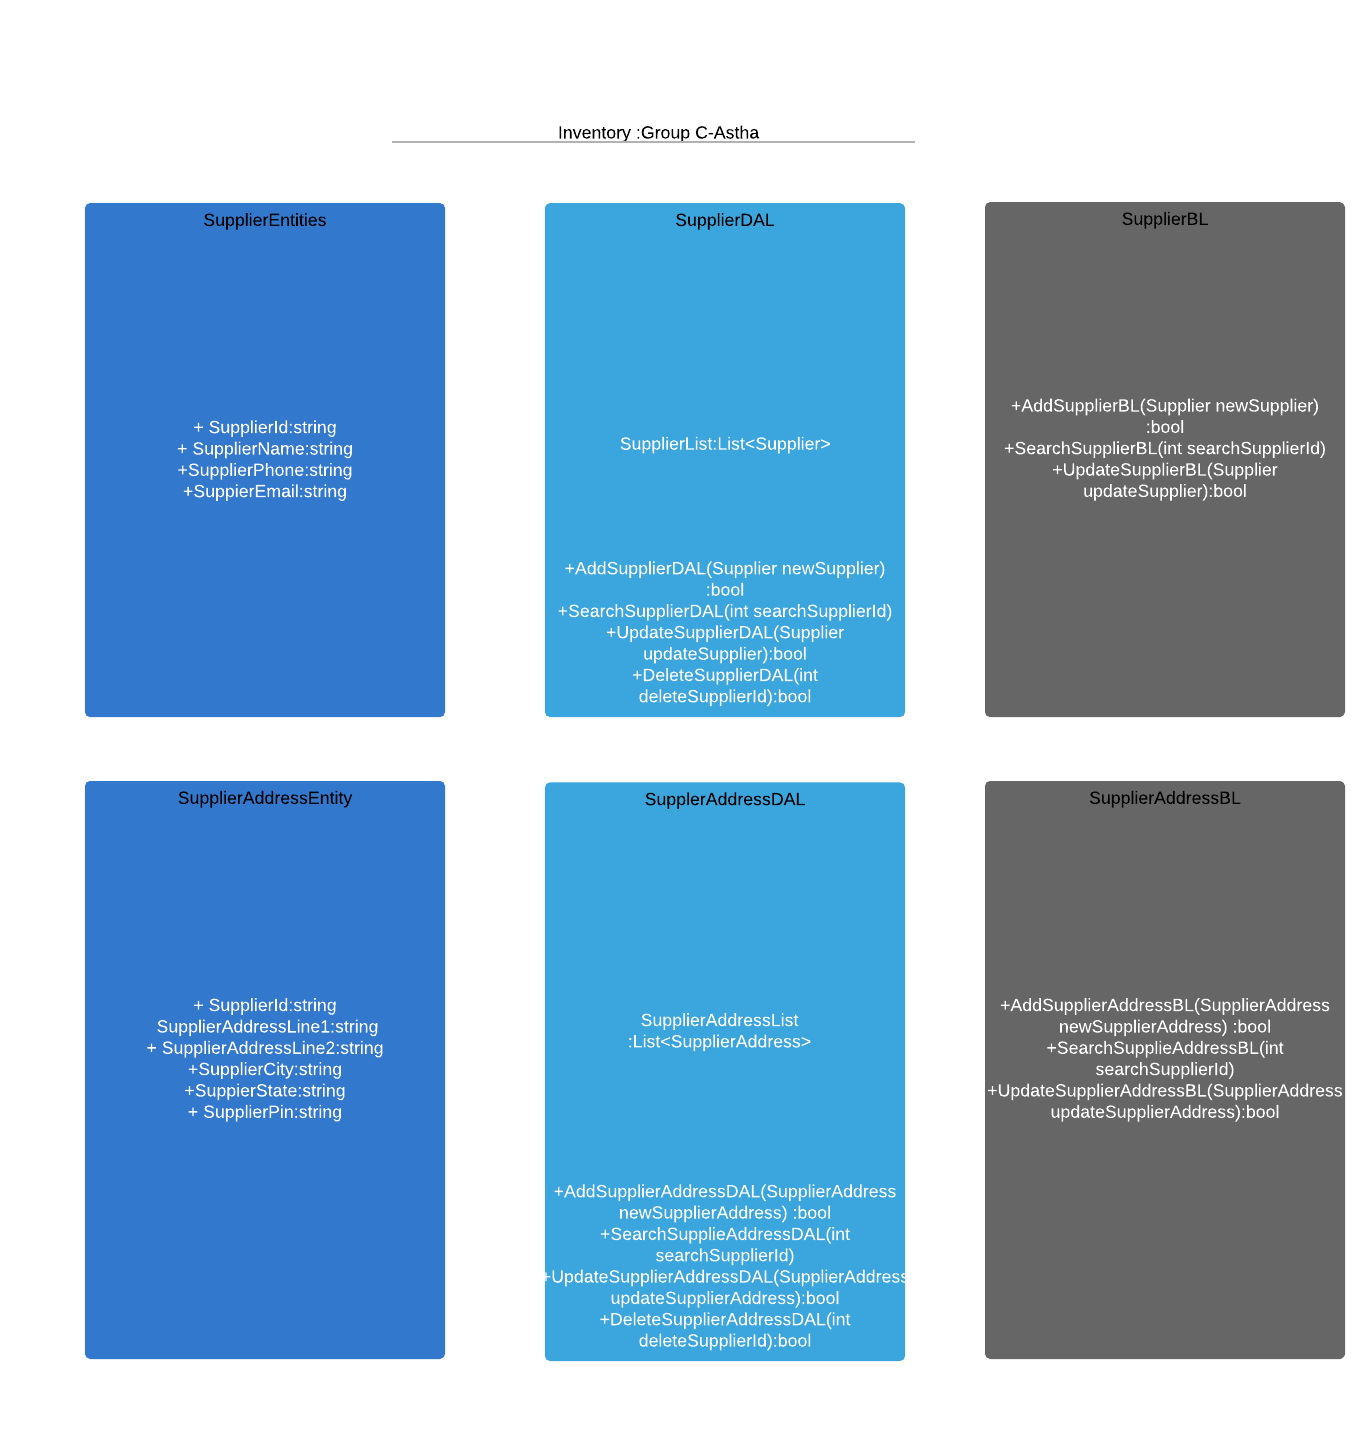 Inventory :Group C-Astha
SupplierEntities
+ SupplierId:string
+ SupplierName:string
+SupplierPhone:string
+SuppierEmail:string
SupplierDAL
SupplierList:List<Supplier>
+AddSupplierDAL(Supplier newSupplier)
:bool
+SearchSupplierDAL(int searchSupplierId)
+UpdateSupplierDAL(Supplier
updateSupplier):bool
+DeleteSupplierDAL(int
deleteSupplierId):bool
SupplierBL
+AddSupplierBL(Supplier newSupplier)
:bool
+SearchSupplierBL(int searchSupplierId)
+UpdateSupplierBL(Supplier
updateSupplier):bool
SupplierAddressEntity
+ SupplierId:string
SupplierAddressLine1:string
+ SupplierAddressLine2:string
+SupplierCity:string
+SuppierState:string
+ SupplierPin:string
SupplerAddressDAL
SupplierAddressList
:List<SupplierAddress>
+AddSupplierAddressDAL(SupplierAddress
newSupplierAddress) :bool
+SearchSupplieAddressDAL(int
searchSupplierId)
+UpdateSupplierAddressDAL(SupplierAddress
updateSupplierAddress):bool
+DeleteSupplierAddressDAL(int
deleteSupplierId):bool
SupplierAddressBL
+AddSupplierAddressBL(SupplierAddress
newSupplierAddress) :bool
+SearchSupplieAddressBL(int
searchSupplierId)
+UpdateSupplierAddressBL(SupplierAddress
updateSupplierAddress):bool